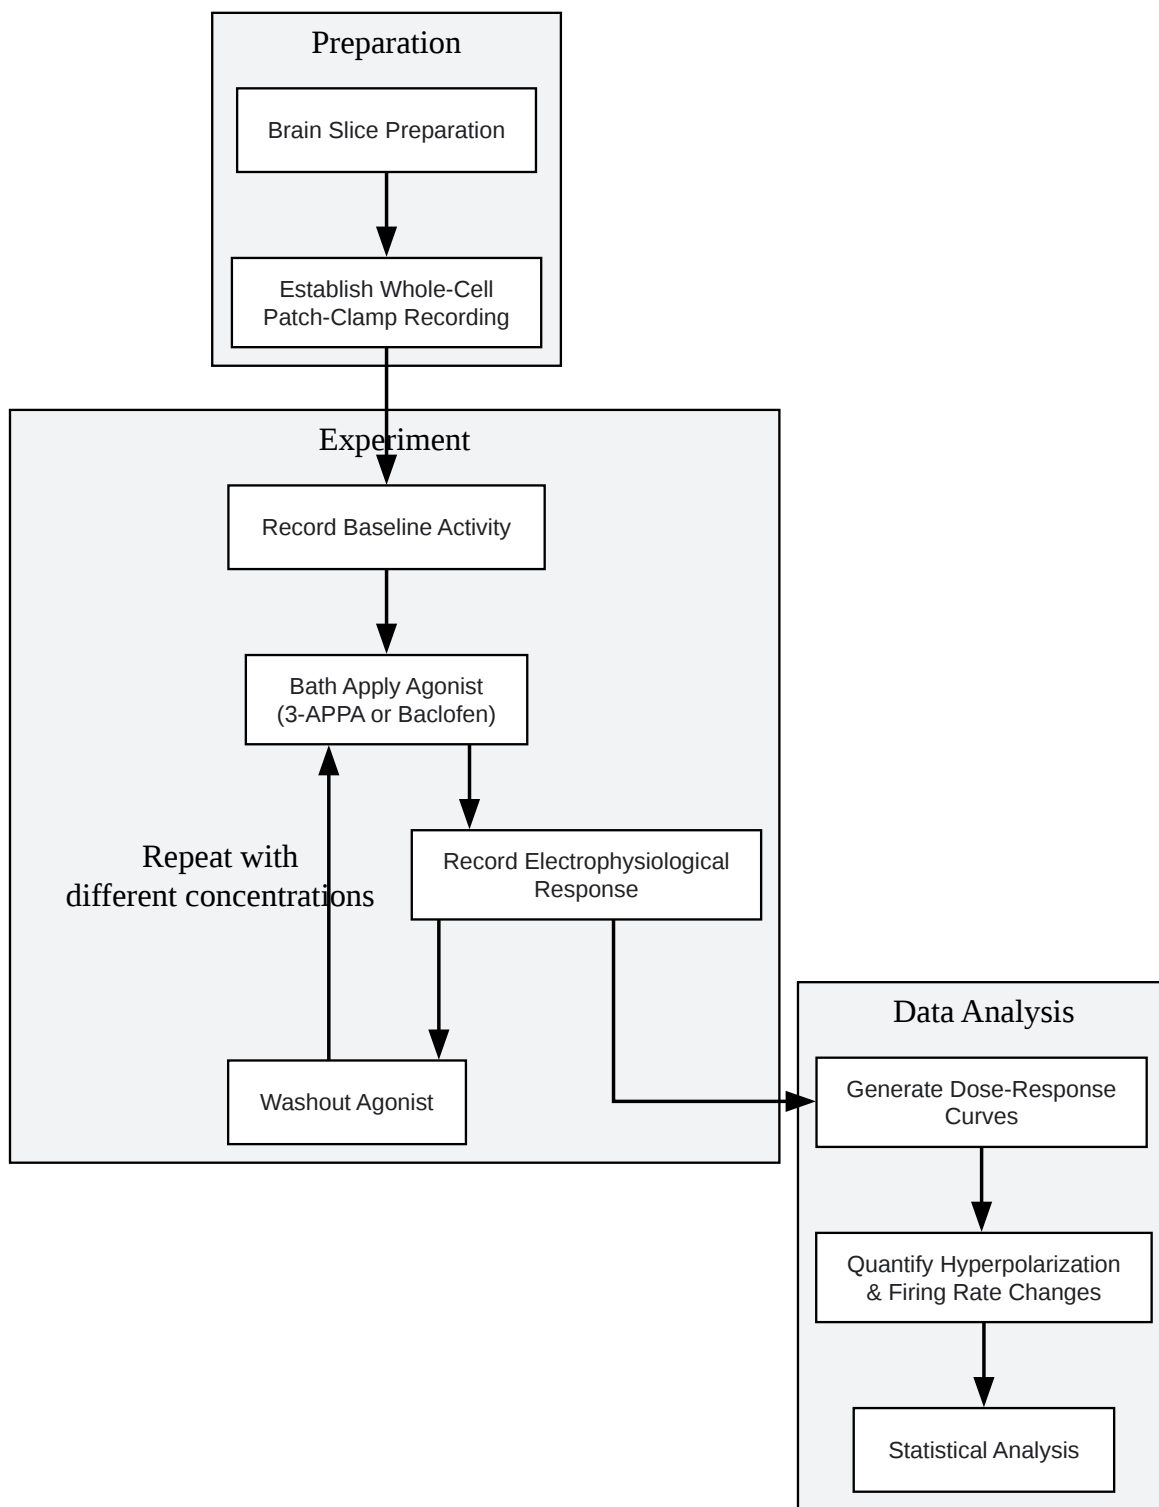 Preparation
Brain Slice Preparation
Establish Whole-Cell
Patch-Clamp Recording
Experiment
Record Baseline Activity
Bath Apply Agonist
(3-APPA or Baclofen)
Repeat with
different concentrations
Record Electrophysiological
Response
Washout Agonist
Data Analysis
Generate Dose-Response
Curves
Quantify Hyperpolarization
& Firing Rate Changes
Statistical Analysis